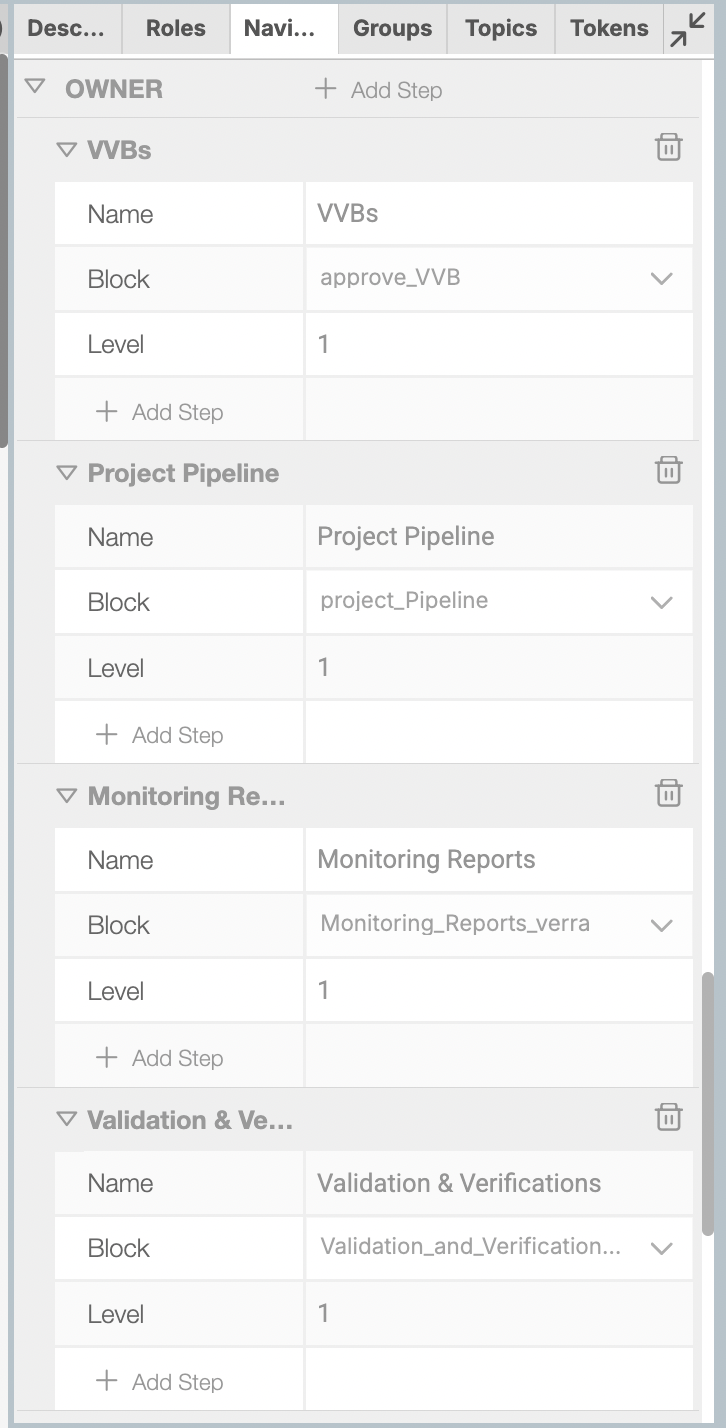 ) Desc... Roles Navi... Groups Topics Tokens
OWNER Add Step
VVBs
Name VVBs
Block approve_VVB
Level 1
Add Step
Project Pipeline
Name Project Pipeline
Block project_Pipeline
Level 1
Add Step
Monitoring Re...
Name Monitoring Reports
Block Monitoring_Reports_verra
Level 1
Add Step
Validation & Ve...
Name Validation & Verifications
Block Validation_and_Verification...
Level 1
Add Step